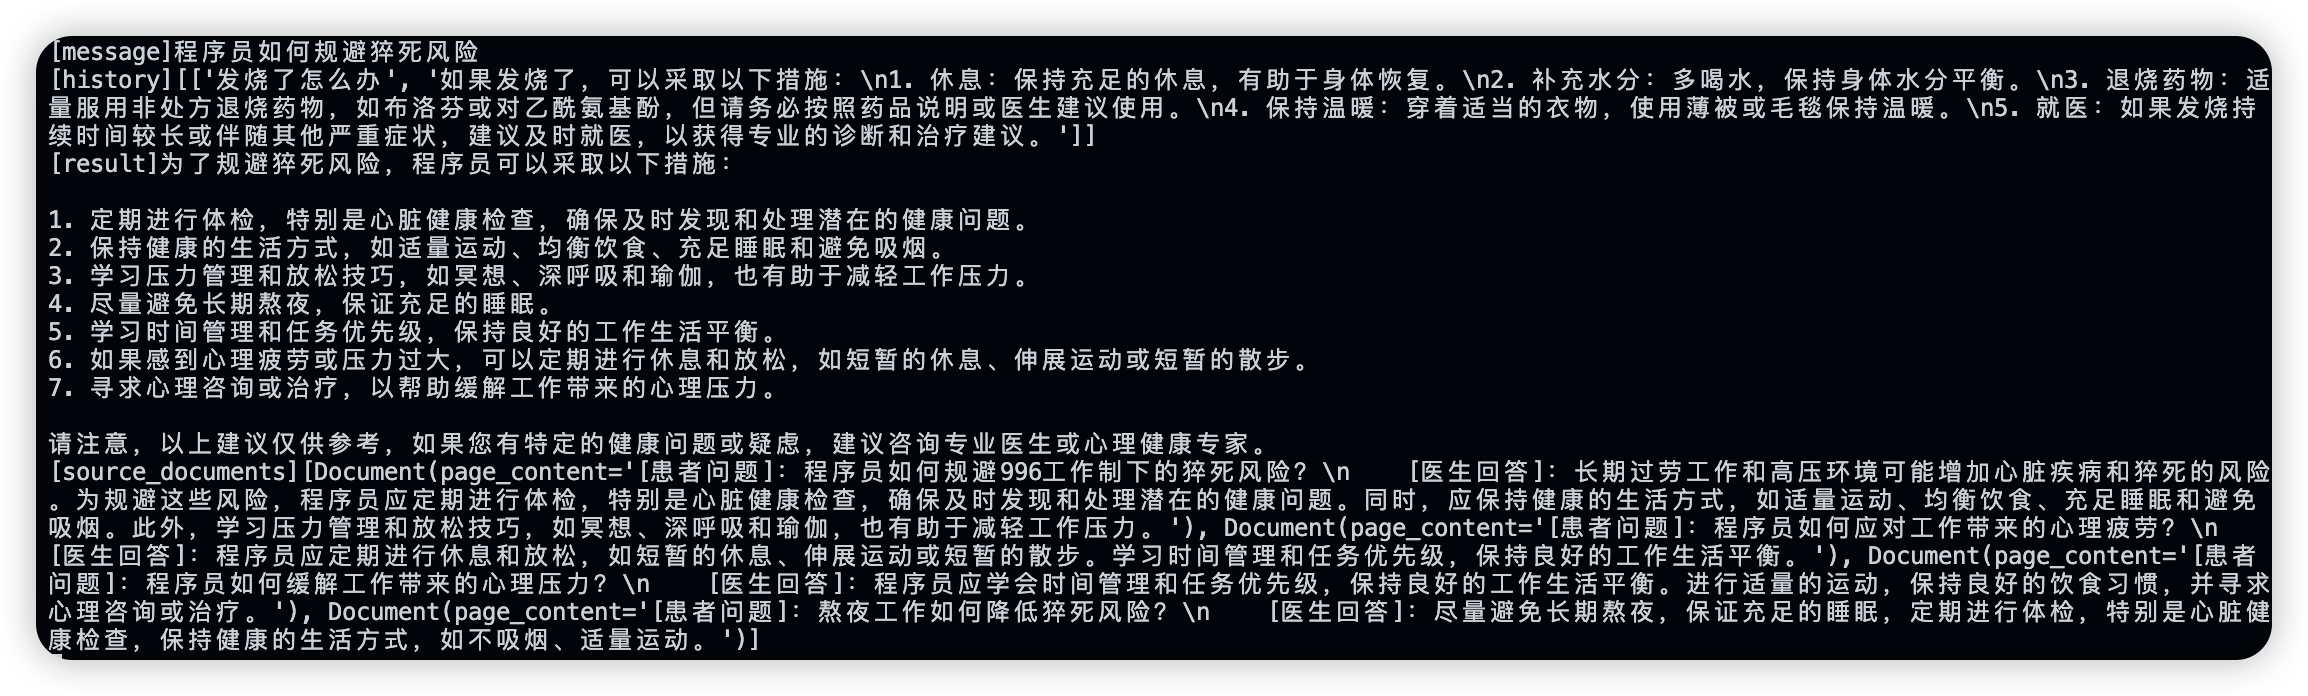 [message]程序员如何规避猝死风险
[history][['发烧了怎么办', '如果发烧了，可以采取以下措施：\n1. 休息：保持充足的休息，有助于身体恢复。\n2. 补充水分：多喝水，保持身体水分平衡。\n3. 退烧药物：适
量服用非处方退烧药物，如布洛芬或对乙酰氨基酚，但请务必按照药品说明或医生建议使用。\n4. 保持温暖：穿着适当的衣物，使用薄被或毛毯保持温暖。\n5. 就医：如果发烧持
续时间较长或伴随其他严重症状，建议及时就医，以获得专业的诊断和治疗建议。']]
[result]为了规避猝死风险，程序员可以采取以下措施：
1. 定期进行体检，特别是心脏健康检查，确保及时发现和处理潜在的健康问题。
2. 保持健康的生活方式，如适量运动、均衡饮食、充足睡眠和避免吸烟。
3. 学习压力管理和放松技巧，如冥想、深呼吸和瑜伽，也有助于减轻工作压力。
4. 尽量避免长期熬夜，保证充足的睡眠。
5. 学习时间管理和任务优先级，保持良好的工作生活平衡。
6. 如果感到心理疲劳或压力过大，可以定期进行休息和放松，如短暂的休息、伸展运动或短暂的散步。
7. 寻求心理咨询或治疗，以帮助缓解工作带来的心理压力。
请注意，以上建议仅供参考，如果您有特定的健康问题或疑虑，建议咨询专业医生或心理健康专家。
[source_documents][Document(page_content='[患者问题]：程序员如何规避996工作制下的猝死风险？\n    [医生回答]：长期过劳工作和高压环境可能增加心脏疾病和猝死的风险
。为规避这些风险，程序员应定期进行体检，特别是心脏健康检查，确保及时发现和处理潜在的健康问题。同时，应保持健康的生活方式，如适量运动、均衡饮食、充足睡眠和避免
吸烟。此外，学习压力管理和放松技巧，如冥想、深呼吸和瑜伽，也有助于减轻工作压力。'), Document(page_content='[患者问题]：程序员如何应对工作带来的心理疲劳？\n
[医生回答]：程序员应定期进行休息和放松，如短暂的休息、伸展运动或短暂的散步。学习时间管理和任务优先级，保持良好的工作生活平衡。'), Document(page_content='[患者
问题]：程序员如何缓解工作带来的心理压力？\n    [医生回答]：程序员应学会时间管理和任务优先级，保持良好的工作生活平衡。进行适量的运动，保持良好的饮食习惯，并寻求
心理咨询或治疗。'), Document(page_content='[患者问题]：熬夜工作如何降低猝死风险？\n    [医生回答]：尽量避免长期熬夜，保证充足的睡眠，定期进行体检，特别是心脏健
康检查，保持健康的生活方式，如不吸烟、适量运动。')]